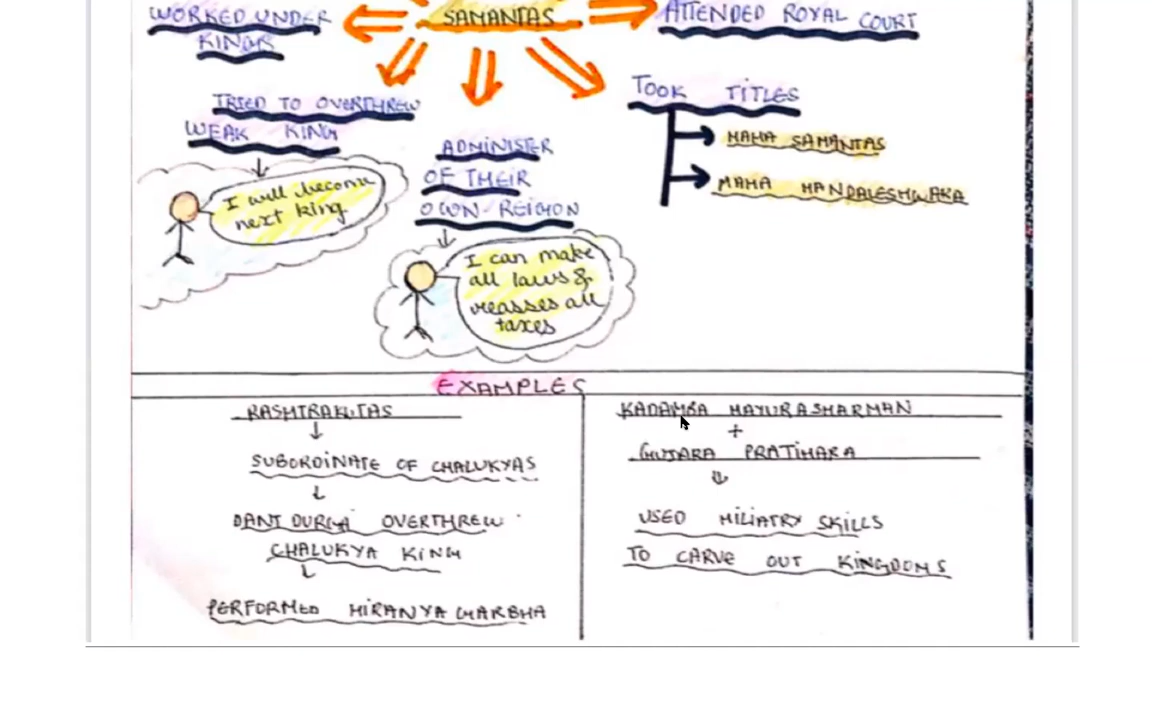 WORKED UNDER
KINGS
SAMANTAS
ATTENDED ROYAL COURT
TRIED TO OVERTHREW
WEAK KING
I will become
next king
ADMINISTER
OF THEIR
OWN REIGION
I can make
all laws &
reasses all
taxes
TOOK TITLES
MAHA SAMANTAS
MAHA MANDALESHWARA
EXAMPLES
RASHTRAKUTAS
SUBORDINATE OF CHALUKYAS
DANTIDURGA OVERTHREW
CHALUKYA KING
PERFORMED HIRANYA GARBHA
KADAMBA MAYURASHARMAN
+
GUJARA PRATIHARA
USED MILIATRY SKILLS
TO CARVE OUT KINGDOMS